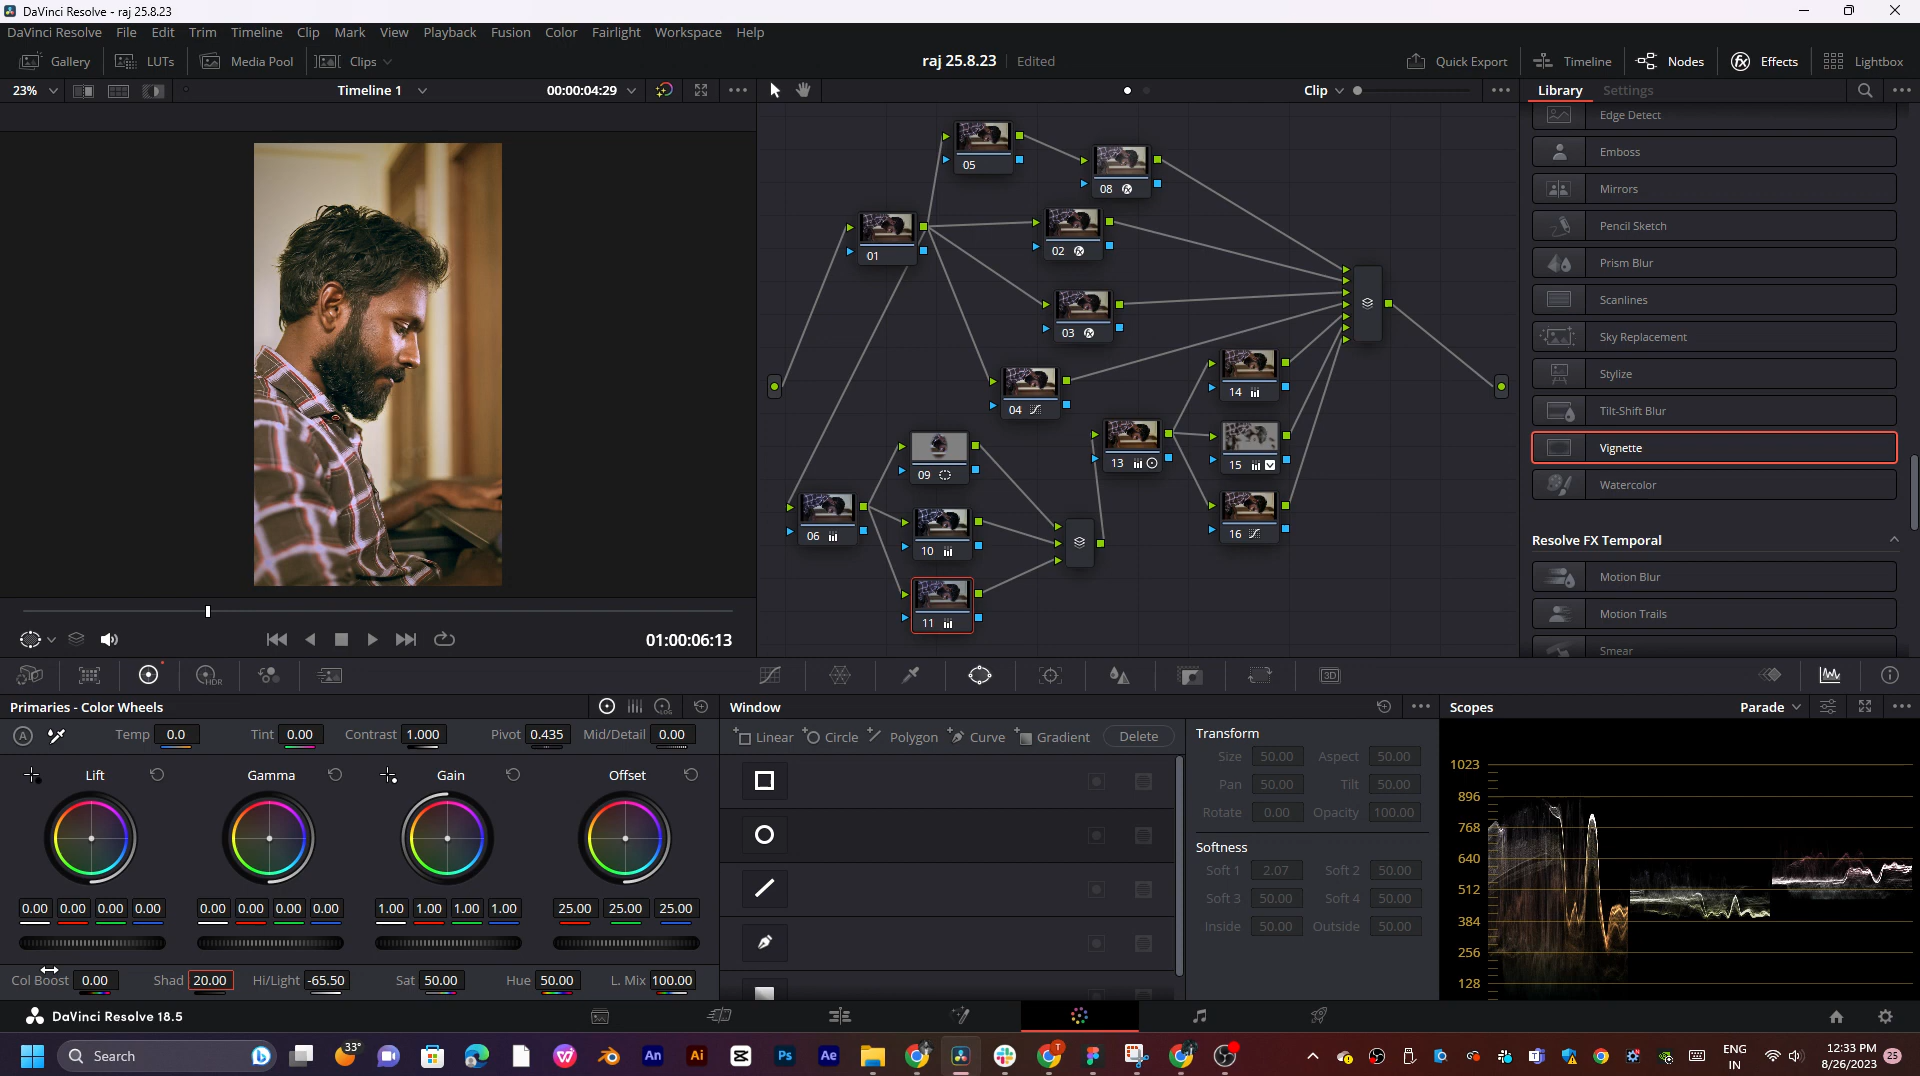 DaVinci Resolve - raj 25.8.23
DaVinci Resolve File Edit Trim Timeline Clip Mark View Playback Fusion Color Fairlight Workspace Help
Gallery LUTs Media Pool Clips raj 25.8.23 Edited Quick Export Timeline Nodes Effects Lightbox
23% Timeline 1 00:00:04:29 Clip Library Settings
Edge Detect
Emboss
Mirrors
Pencil Sketch
Prism Blur
Scanlines
Sky Replacement
Stylize
Tilt-Shift Blur
Vignette
Watercolor
Resolve FX Temporal
Motion Blur
Motion Trails
Smear
05
08
01
02
03
04
14
09
13
15
06
10
16
11
01:00:06:13
HDR
LOG
3D
Primaries - Color Wheels
A Temp 0.0 Tint 0.00 Contrast 1.000 Pivot 0.435 Mid/Detail 0.00
Lift Gamma Gain Offset
0.00 0.00 0.00 0.00 0.00 0.00 0.00 0.00 1.00 1.00 1.00 1.00 25.00 25.00 25.00
Col Boost 0.00 Shad 20.00 Hi/Light -65.50 Sat 50.00 Hue 50.00 L. Mix 100.00
Window
Linear Circle Polygon Curve Gradient Delete
Transform
Size 50.00 Aspect 50.00
Pan 50.00 Tilt 50.00
Rotate 0.00 Opacity 100.00
Softness
Soft 1 2.07 Soft 2 50.00
Soft 3 50.00 Soft 4 50.00
Inside 50.00 Outside 50.00
Scopes Parade
1023
896
768
640
512
384
256
128
DaVinci Resolve 18.5
Search 33° An Ai Ps Ae T ENG IN 12:33 PM 8/26/2023 25